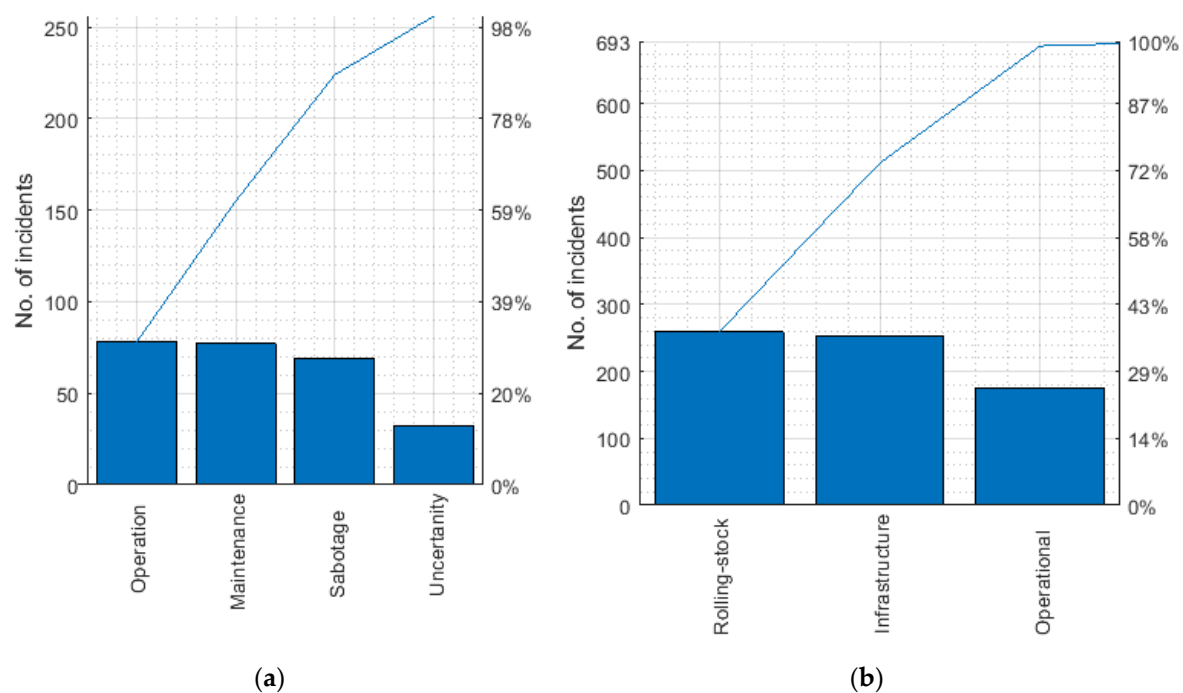 No. of incidents
250
200
150
100
50
0
98%
78%
59%
39%
20%
0%
Operation
Maintenance
Sabotage
Uncertanity
(a)
No. of incidents
693
600
500
400
300
200
100
0
100%
87%
72%
58%
43%
29%
14%
0%
Rolling-stock
Infrastructure
Operational
(b)